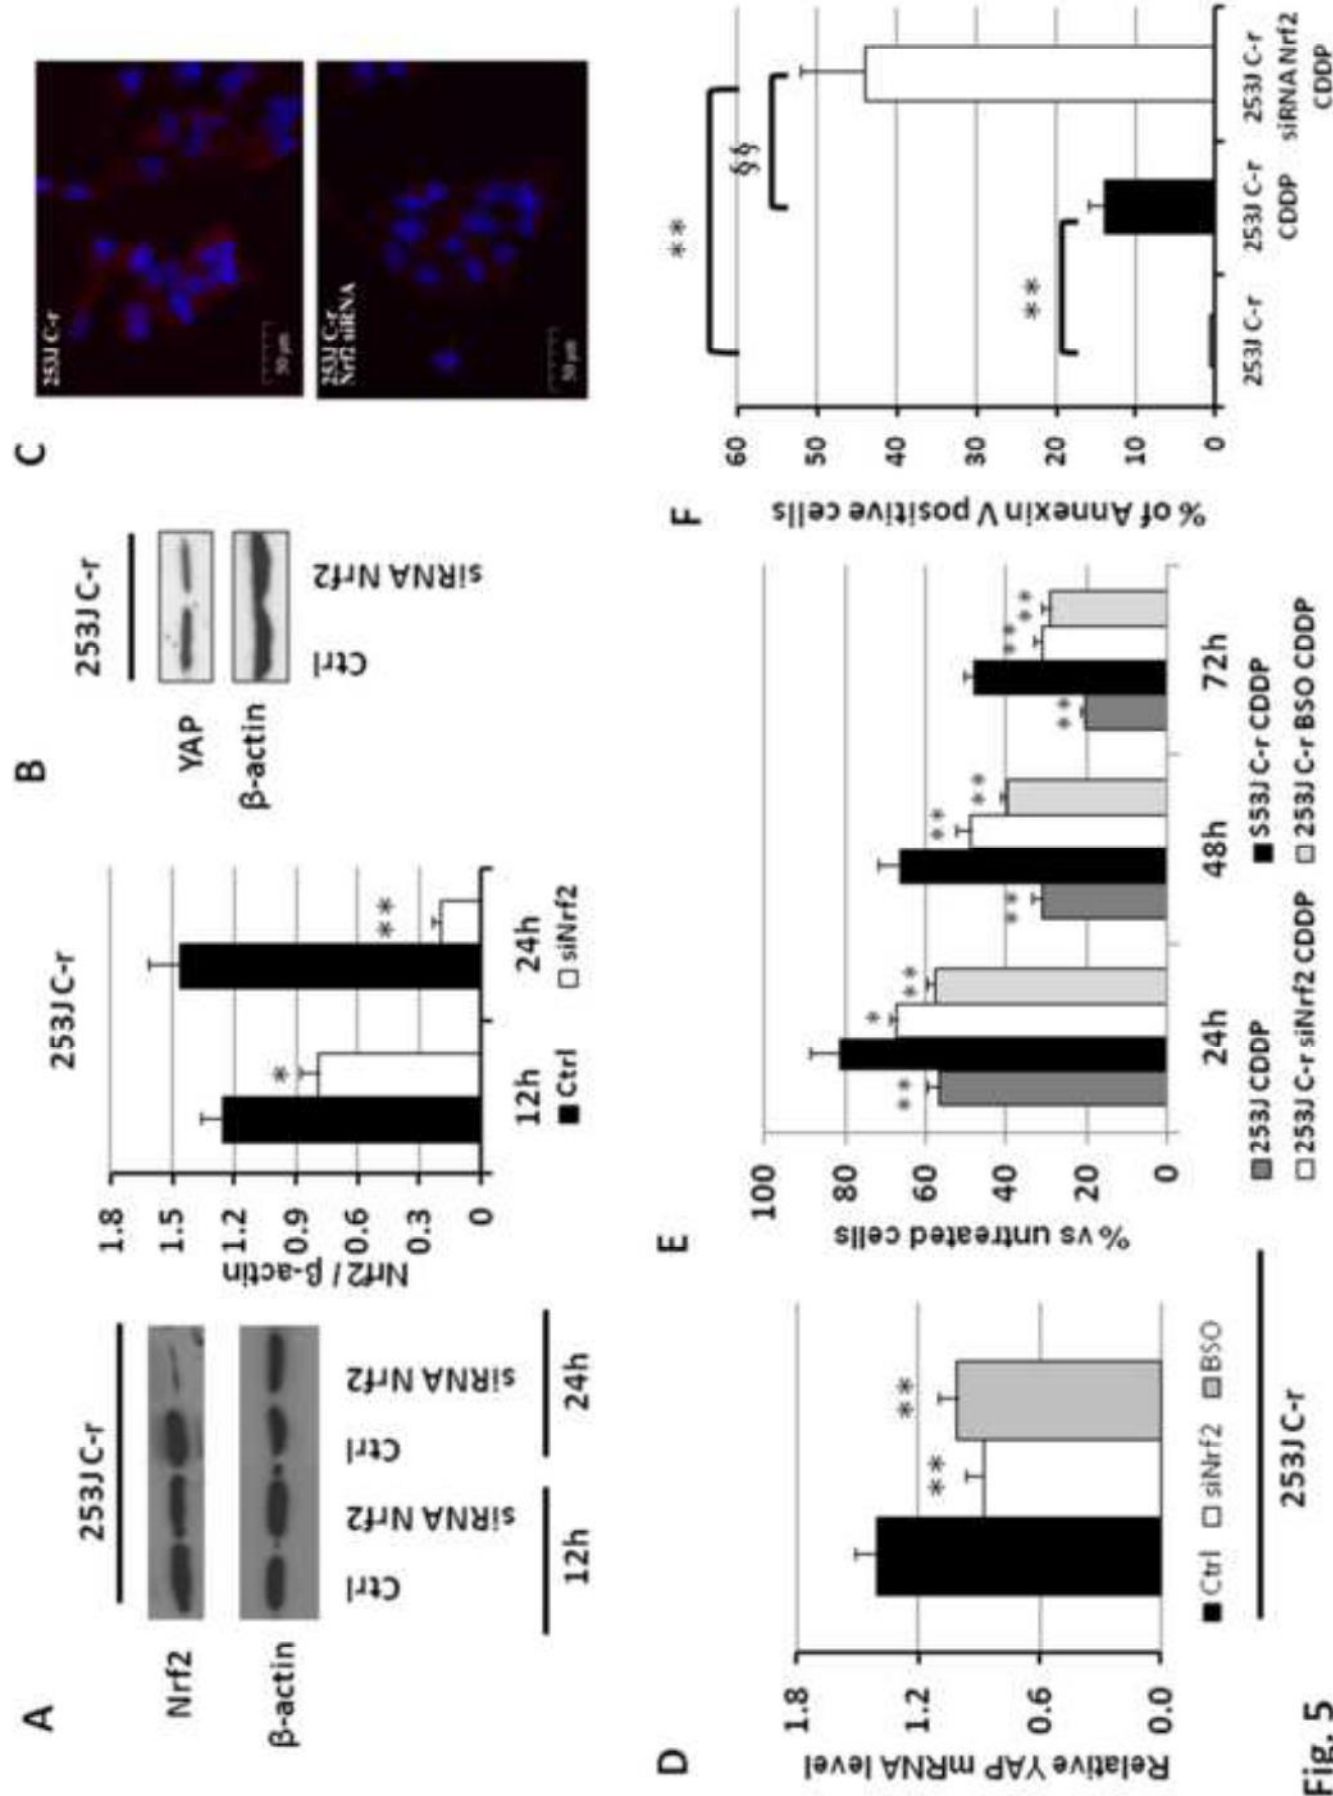 A
253J C-r
Nrf2
β-actin
Ctrl
siRNA Nrf2
Ctrl
siRNA Nrf2
12h
24h
253J C-r
Nrf2 / β-actin
1.8
1.5
1.2
0.9
0.6
0.3
0
*
**
12h
24h
Ctrl
siNrf2
B
253J C-r
YAP
β-actin
Ctrl
siRNA Nrf2
C
253J C-r
50 µm
253J C-r
Nrf2 siRNA
50 µm
D
Relative YAP mRNA level
1.8
1.2
0.6
0.0
**
**
Ctrl siNrf2 BSO
253J C-r
E
% vs untreated cells
100
80
60
40
20
0
** * **
** ** **
** ** **
24h 48h 72h
253J CDDP S53J C-r CDDP
253J C-r siNrf2 CDDP 253J C-r BSO CDDP
F
% of Annexin V positive cells
60
50
40
30
20
10
0
**
§§
**
253J C-r
253J C-r
CDDP
253J C-r
siRNA Nrf2
CDDP
Fig. 5